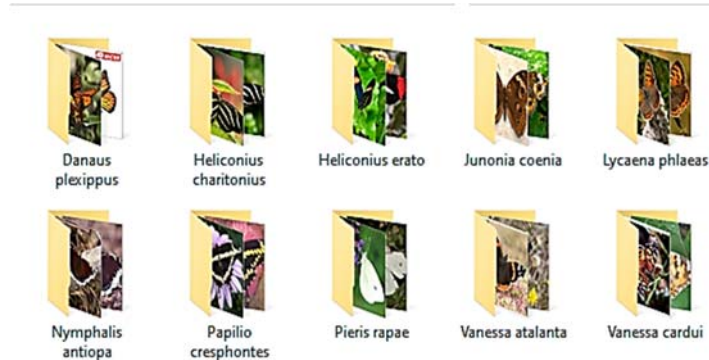 Danaus
plexippus
Heliconius
charitonius
Heliconius erato
Junonia coenia
Lycaena phlaeas
Nymphalis
antiopa
Papilio
cresphontes
Pieris rapae
Vanessa atalanta
Vanessa cardui